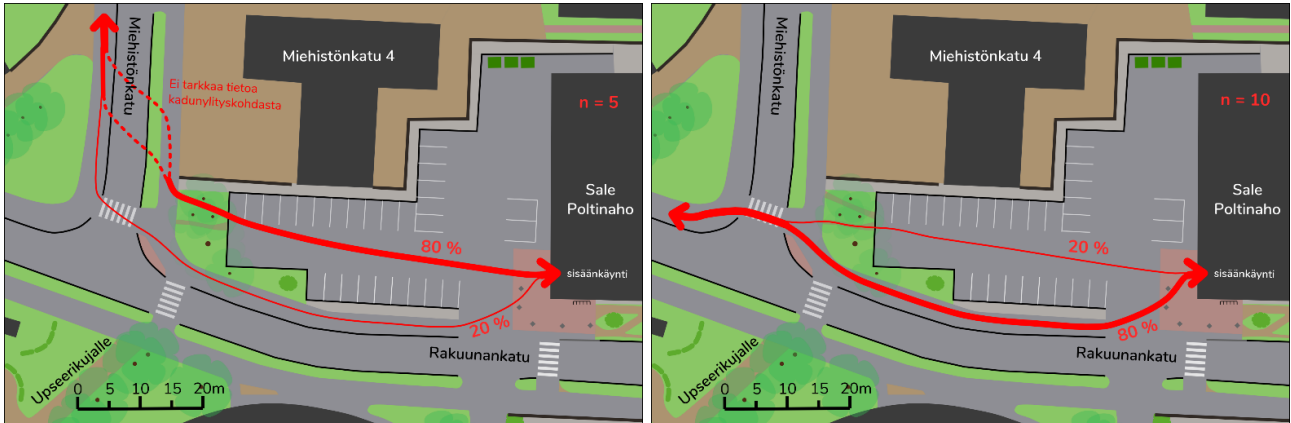 Miehistönkatu
Miehistönkatu 4
Ei tarkkaa tietoa
kadunylityskohdasta
n = 5
Sale
Poltinaho
80 %
sisäänkäynti
20 %
Rakuunankatu
Upseerikujalle
0 5 10 15 20m
Miehistönkatu
Miehistönkatu 4
n = 10
Sale
Poltinaho
20 %
sisäänkäynti
80 %
Rakuunankatu
Upseerikujalle
0 5 10 15 20m